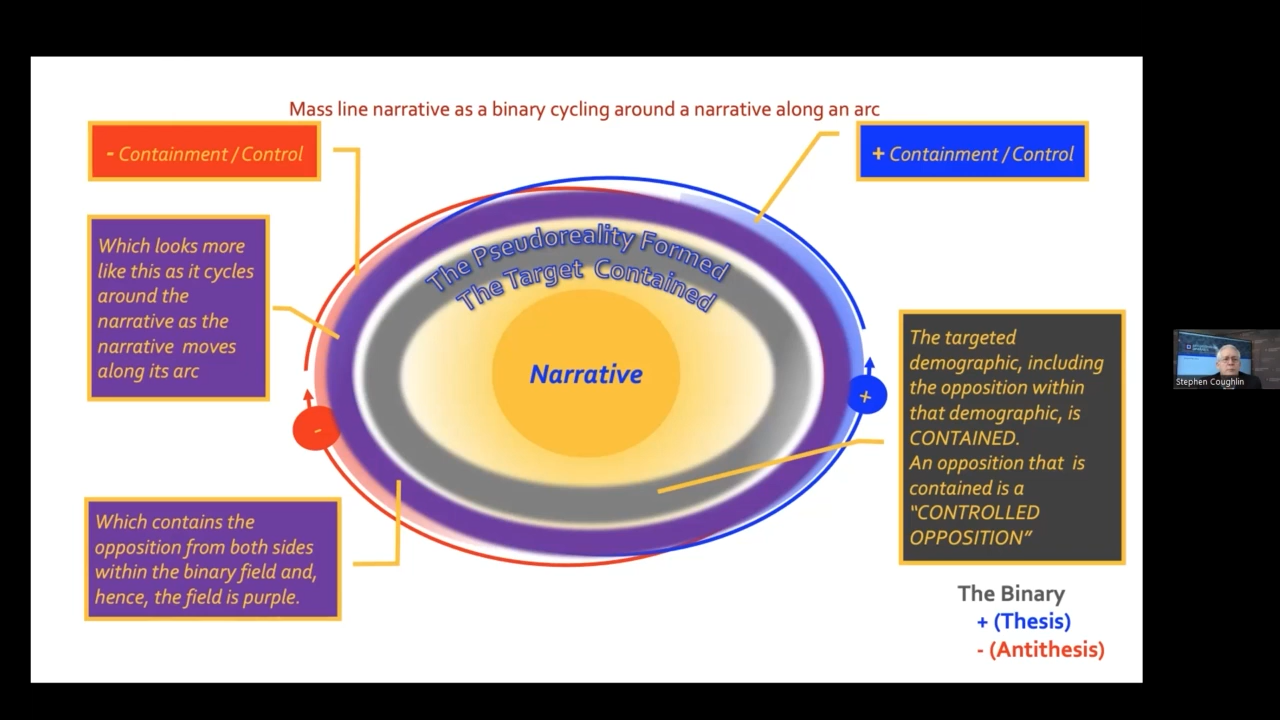 Mass line narrative as a binary cycling around a narrative along an arc
- Containment / Control
+ Containment / Control
Which looks more
like this as it cycles
around the
narrative as the
narrative moves
along its arc
The Pseudoreality Formed
The Target Contained
Narrative
-
+
The targeted
demographic, including
the opposition within
that demographic, is
CONTAINED.
An opposition that is
contained is a
“CONTROLLED
OPPOSITION”
Which contains the
opposition from both sides
within the binary field and,
hence, the field is purple.
The Binary
+ (Thesis)
- (Antithesis)
Stephen Coughlin